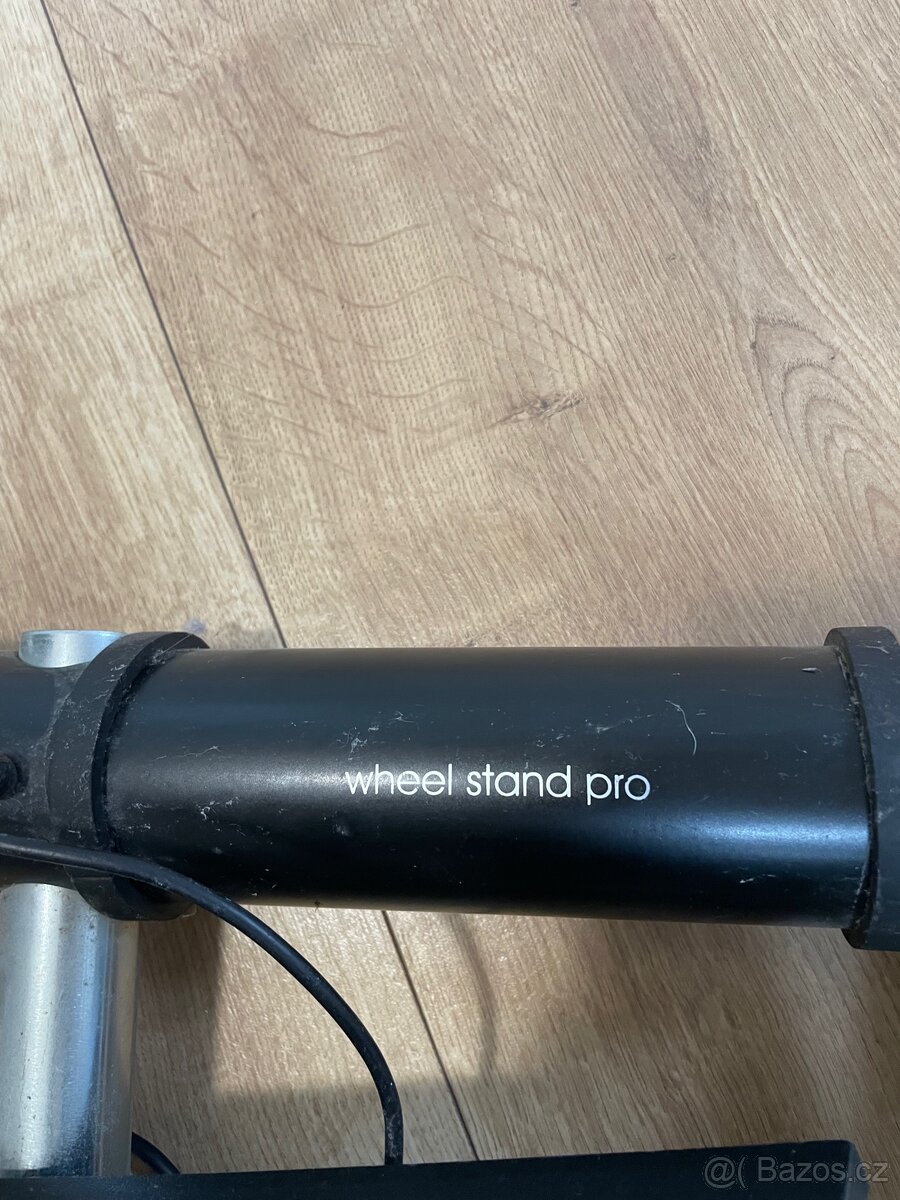 wheel stand pro
@( Bazos.cz